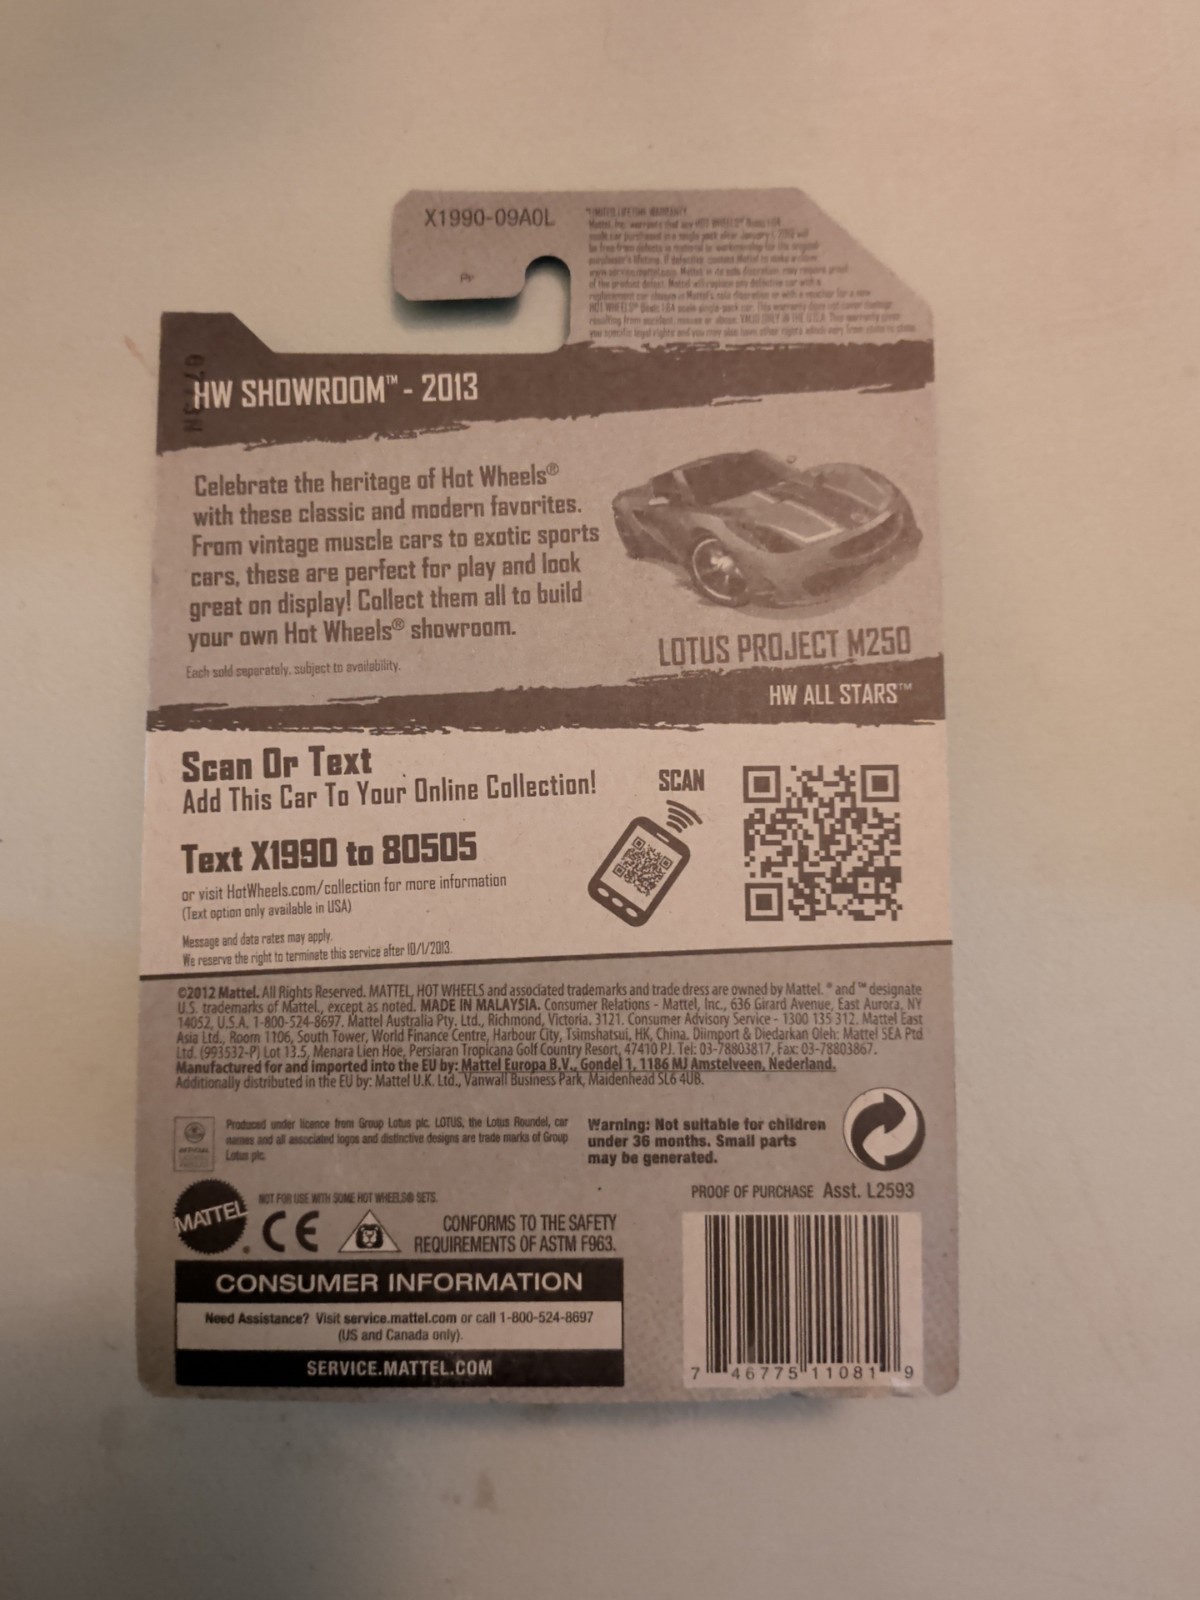 X1990-09A0L
Pr
*LIMITED LIFETIME WARRANTY
HW SHOWROOM™ - 2013
Celebrate the heritage of Hot Wheels®
with these classic and modern favorites.
From vintage muscle cars to exotic sports
cars, these are perfect for play and look
great on display! Collect them all to build
your own Hot Wheels® showroom.
Each sold separately, subject to availability.
LOTUS PROJECT M250
HW ALL STARS™
Scan Or Text
Add This Car To Your Online Collection!
Text X1990 to 80505
or visit HotWheels.com/collection for more information
(Text option only available in USA)
Message and data rates may apply.
We reserve the right to terminate this service after 10/1/2013.
SCAN
©2012 Mattel. All Rights Reserved. MATTEL, HOT WHEELS and associated trademarks and trade dress are owned by Mattel. ® and ™ designate
U.S. trademarks of Mattel, except as noted. MADE IN MALAYSIA. Consumer Relations - Mattel, Inc., 636 Girard Avenue, East Aurora, NY
14052, U.S.A. 1-800-524-8697. Mattel Australia Pty. Ltd., Richmond, Victoria. 3121. Consumer Advisory Service - 1300 135 312. Mattel East
Asia Ltd., Room 1106, South Tower, World Finance Centre, Harbour City, Tsimshatsui, HK, China. Diimport & Diedarkan Oleh: Mattel SEA Ptd
Ltd. (993532-P) Lot 13.5, Menara Lien Hoe, Persiaran Tropicana Golf Country Resort, 47410 PJ. Tel: 03-78803817, Fax: 03-78803867.
Manufactured for and imported into the EU by: Mattel Europa B.V., Gondel 1, 1186 MJ Amstelveen, Nederland.
Additionally distributed in the EU by: Mattel U.K. Ltd., Vanwall Business Park, Maidenhead SL6 4UB.
Produced under licence from Group Lotus plc. LOTUS, the Lotus Roundel, car
names and all associated logos and distinctive designs are trade marks of Group
Lotus plc.
Warning: Not suitable for children
under 36 months. Small parts
may be generated.
MATTEL
NOT FOR USE WITH SOME HOT WHEELS® SETS.
CE
CONFORMS TO THE SAFETY
REQUIREMENTS OF ASTM F963.
PROOF OF PURCHASE Asst. L2593
CONSUMER INFORMATION
Need Assistance? Visit service.mattel.com or call 1-800-524-8697
(US and Canada only).
SERVICE.MATTEL.COM
7 46775 11081 9